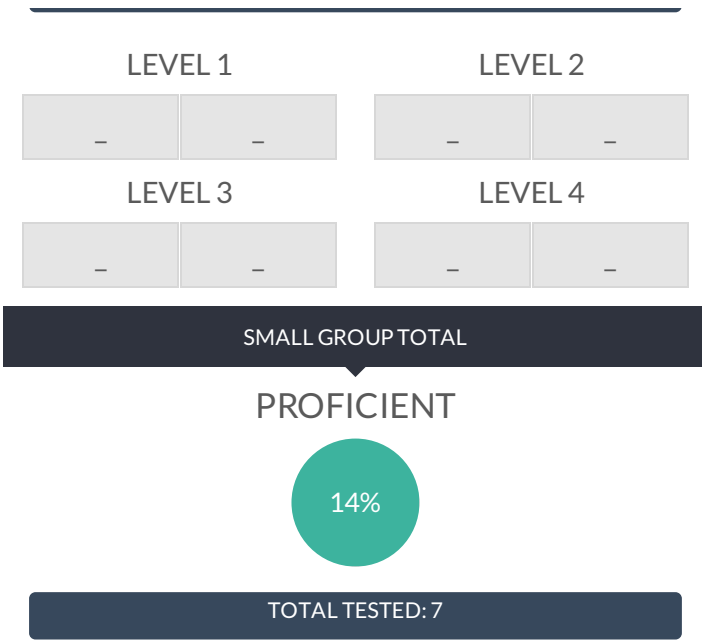 LEVEL 1 LEVEL 2
– – – –
LEVEL 3 LEVEL 4
– – – –
SMALL GROUP TOTAL
PROFICIENT
14%
TOTAL TESTED: 7